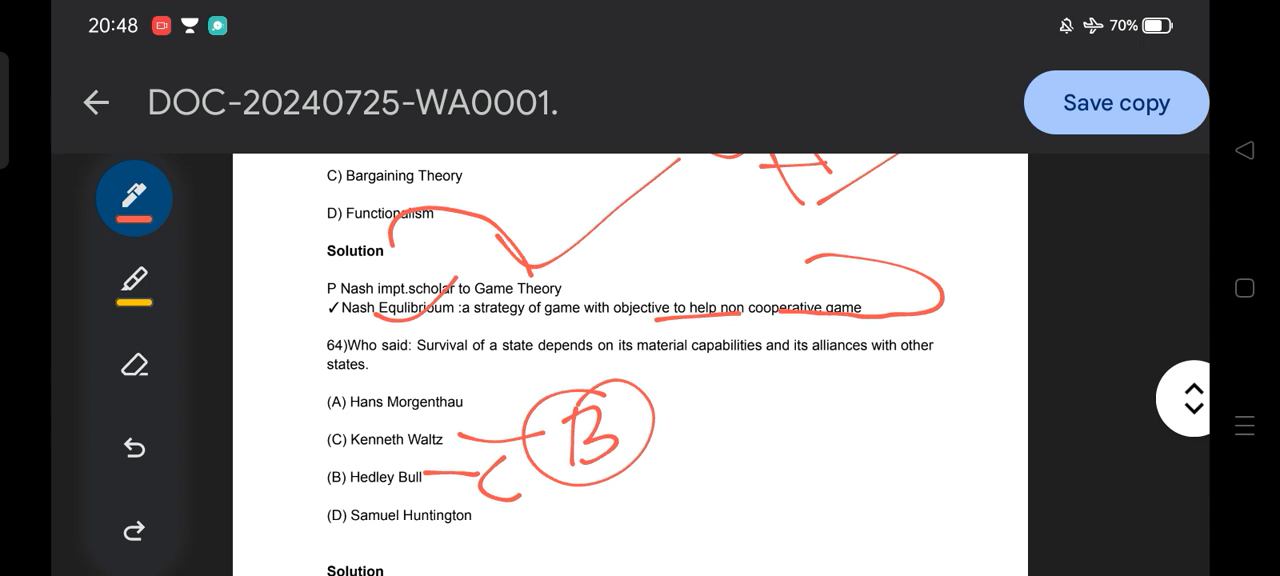 20:48
70%
DOC-20240725-WA0001.
Save copy
C) Bargaining Theory
D) Functionalism
Solution
P Nash impt.scholar to Game Theory
✓Nash Equlibrioum :a strategy of game with objective to help non cooperative game
64)Who said: Survival of a state depends on its material capabilities and its alliances with other
states.
(A) Hans Morgenthau
(C) Kenneth Waltz
B
(B) Hedley Bull
C
(D) Samuel Huntington
Solution